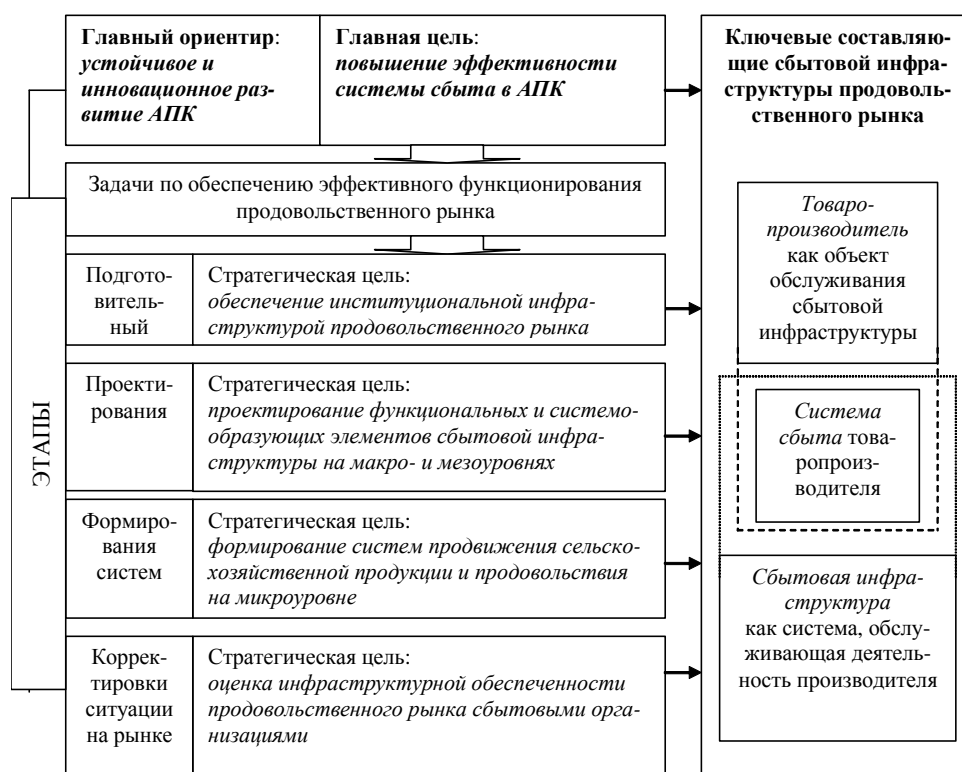 Главный ориентир:
устойчивое и
инновационное раз-
витие АПК
Главная цель:
повышение эффективности
системы сбыта в АПК
Ключевые составляю-
щие сбытовой инфра-
структуры продоволь-
ственного рынка
Задачи по обеспечению эффективного функционирования
продовольственного рынка
ЭТАПЫ
Подгото-
витель-
ный
Стратегическая цель:
обеспечение институциональной инфра-
структурой продовольственного рынка
Проекти-
рования
Стратегическая цель:
проектирование функциональных и системо-
образующих элементов сбытовой инфра-
структуры на макро- и мезоуровнях
Формиро-
вания
систем
Стратегическая цель:
формирование систем продвижения сельско-
хозяйственной продукции и продовольствия
на микроуровне
Коррек-
тировки
ситуации
на рынке
Стратегическая цель:
оценка инфраструктурной обеспеченности
продовольственного рынка сбытовыми орга-
низациями
Товаро-
производитель
как объект
обслуживания
сбытовой
инфраструктуры
Система
сбыта това-
ропроиз-
водителя
Сбытовая инфра-
структура
как система, обслу-
живающая деятель-
ность производителя